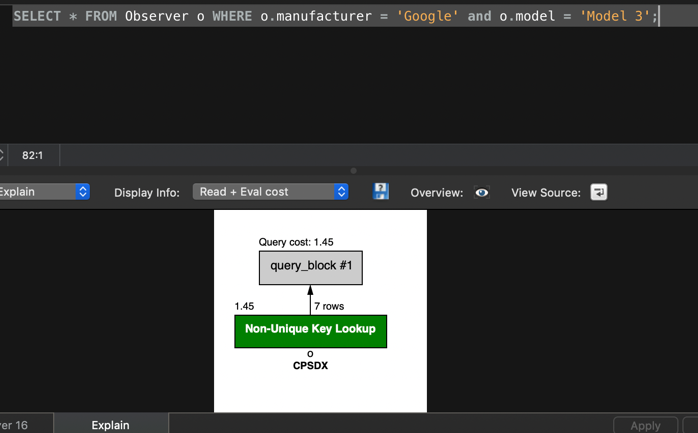 SELECT * FROM Observer o WHERE o.manufacturer = 'Google' and o.model = 'Model 3';
82:1
Explain
Display Info:
Read + Eval cost
Overview:
View Source:
Query cost: 1.45
query_block #1
1.45
7 rows
Non-Unique Key Lookup
o
CPSDX
er 16
Explain
Apply